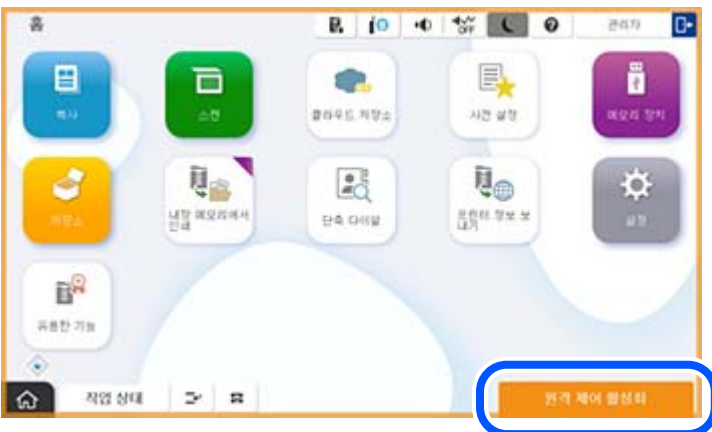 홈
OFF
관리자
복사
스캔
클라우드 저장소
사전 설정
메모리 장치
저장소
내장 메모리에서
인쇄
단축 다이얼
프린터 정보 보
내기
설정
유용한 기능
작업 상태
원격 제어 활성화